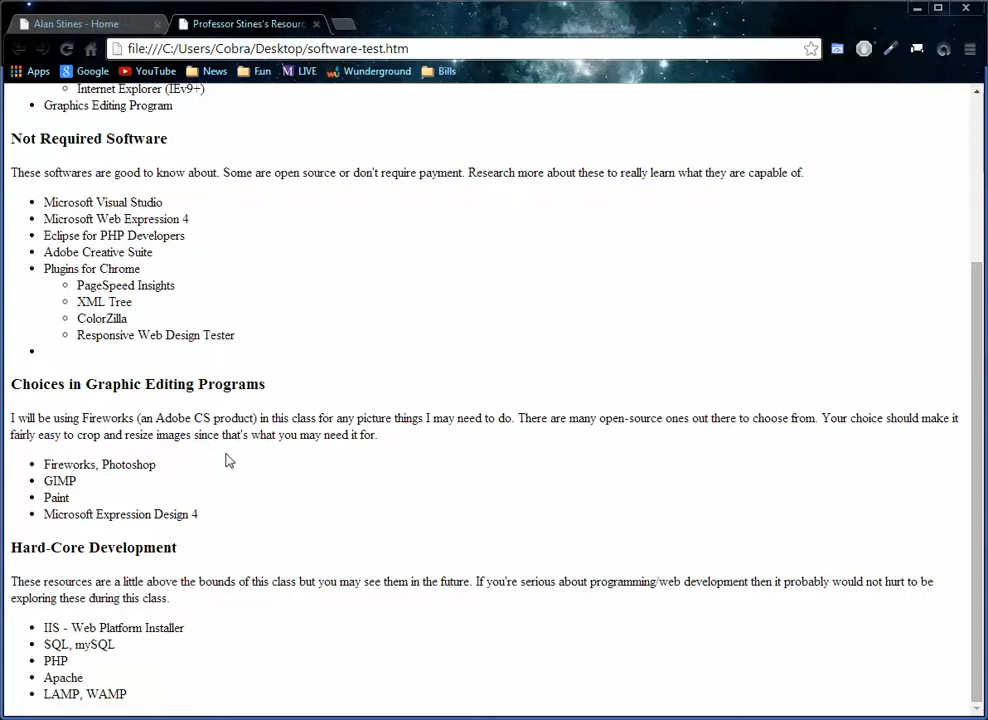 Alan Stines - Home
Professor Stines's Resourc
file:///C:/Users/Cobra/Desktop/software-test.htm
Apps Google YouTube News Fun LIVE Wunderground Bills
Internet Explorer (IEv9+)
Graphics Editing Program
Not Required Software
These softwares are good to know about. Some are open source or don't require payment. Research more about these to really learn what they are capable of.
Microsoft Visual Studio
Microsoft Web Expression 4
Eclipse for PHP Developers
Adobe Creative Suite
Plugins for Chrome
PageSpeed Insights
XML Tree
ColorZilla
Responsive Web Design Tester
Choices in Graphic Editing Programs
I will be using Fireworks (an Adobe CS product) in this class for any picture things I may need to do. There are many open-source ones out there to choose from. Your choice should make it
fairly easy to crop and resize images since that's what you may need it for.
Fireworks, Photoshop
GIMP
Paint
Microsoft Expression Design 4
Hard-Core Development
These resources are a little above the bounds of this class but you may see them in the future. If you're serious about programming/web development then it probably would not hurt to be
exploring these during this class.
IIS - Web Platform Installer
SQL, mySQL
PHP
Apache
LAMP, WAMP